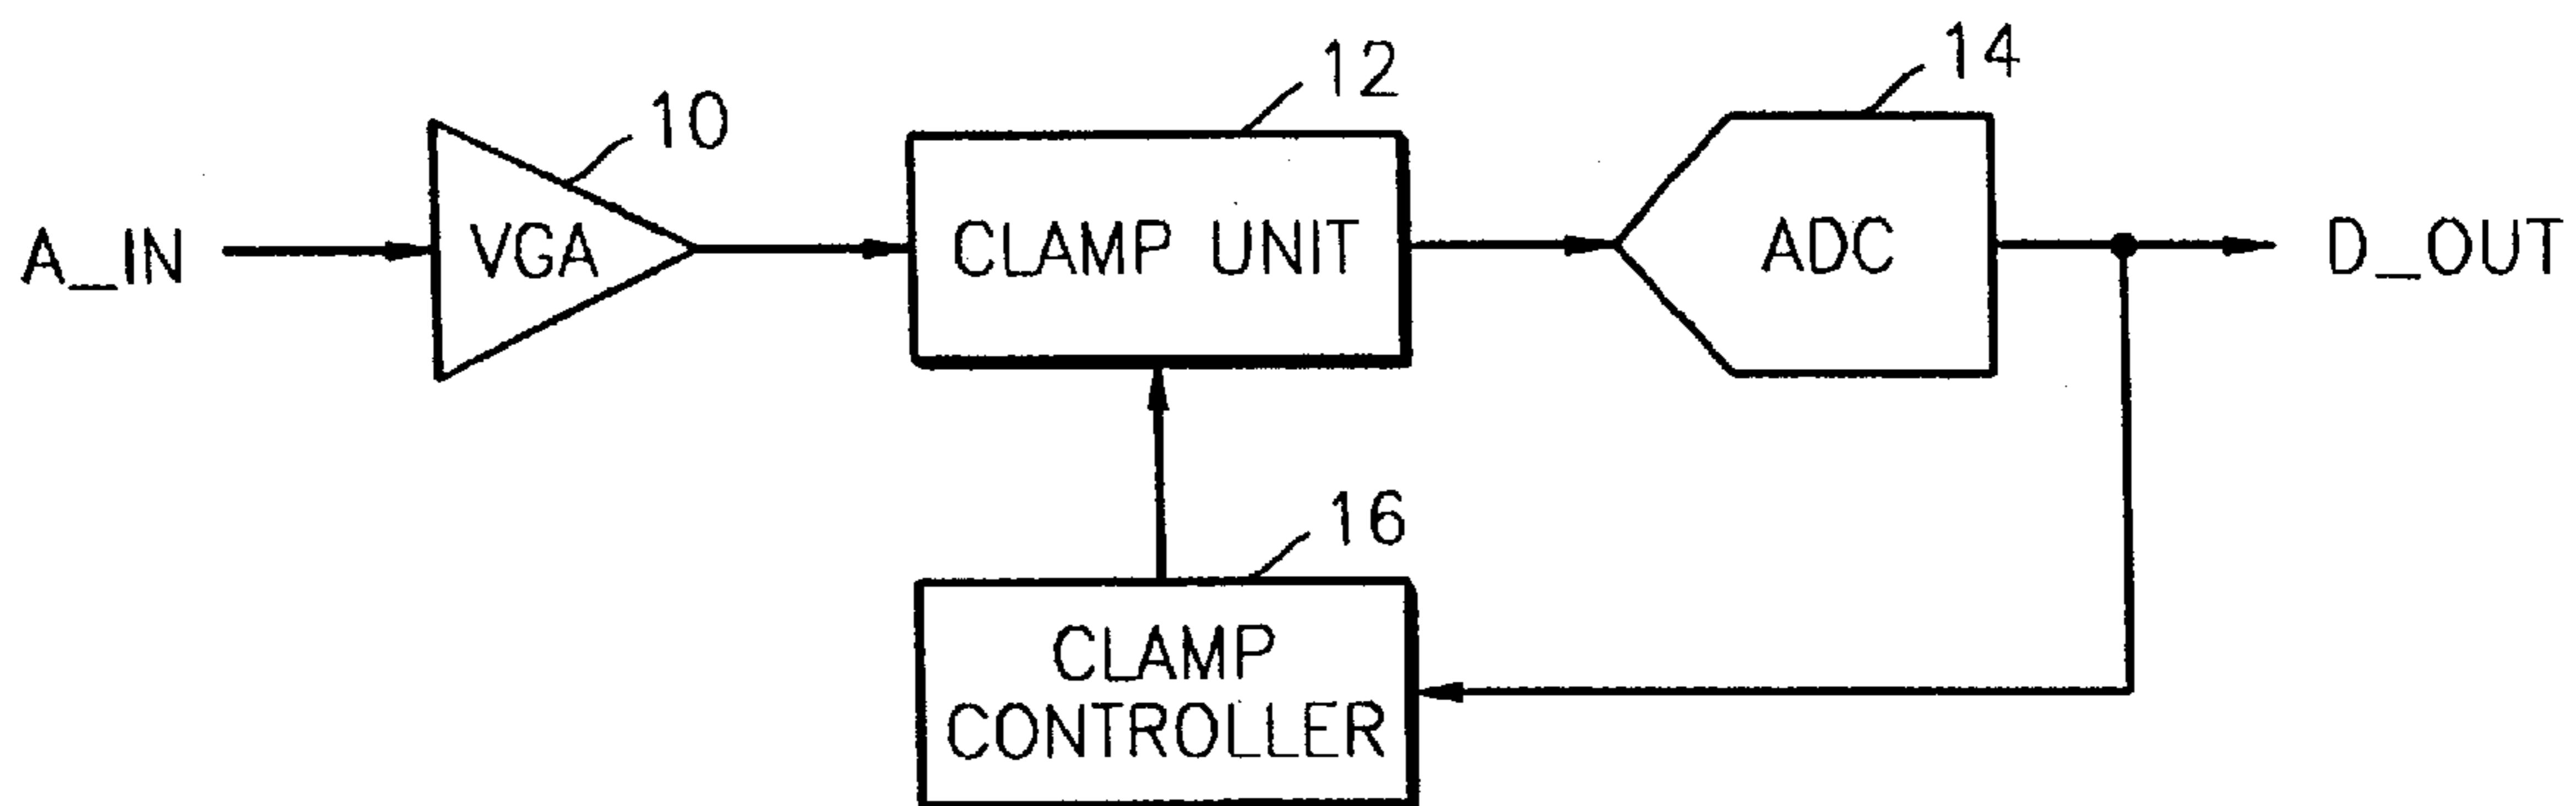 12
14
10
A_IN
VGA
CLAMP UNIT
ADC
D_OUT
16
CLAMP
CONTROLLER